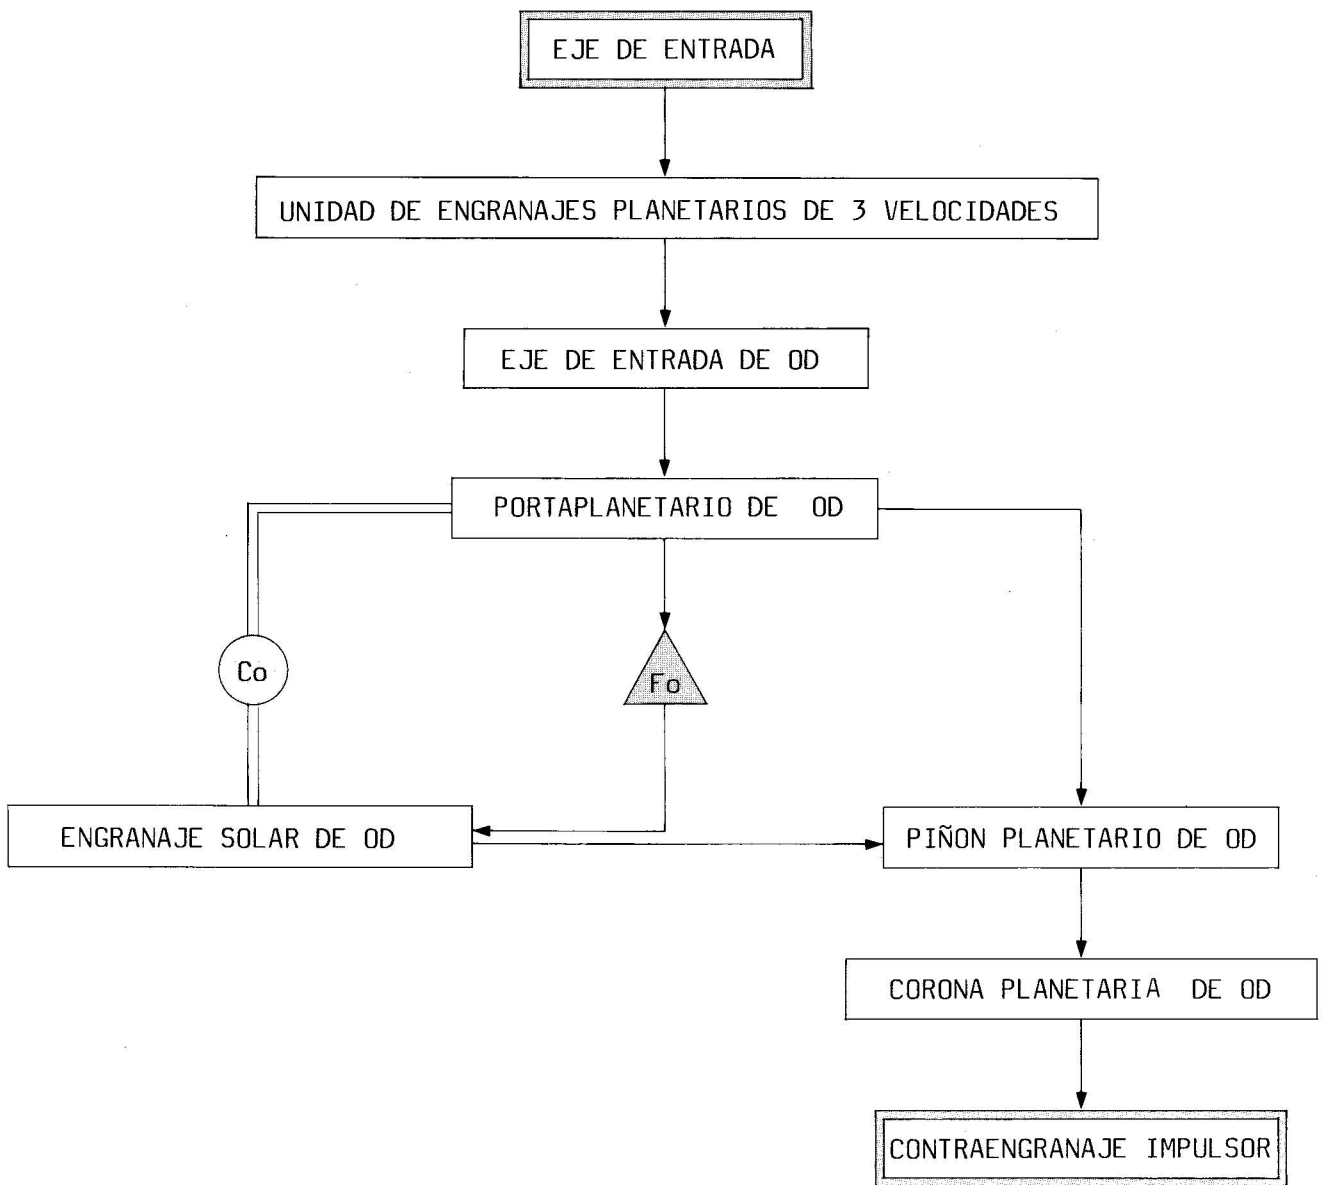 EJE DE ENTRADA
UNIDAD DE ENGRANAJES PLANETARIOS DE 3 VELOCIDADES
EJE DE ENTRADA DE OD
PORTAPLANETARIO DE OD
Co
Fo
ENGRANAJE SOLAR DE OD
PIÑON PLANETARIO DE OD
CORONA PLANETARIA DE OD
CONTRAENGRANAJE IMPULSOR